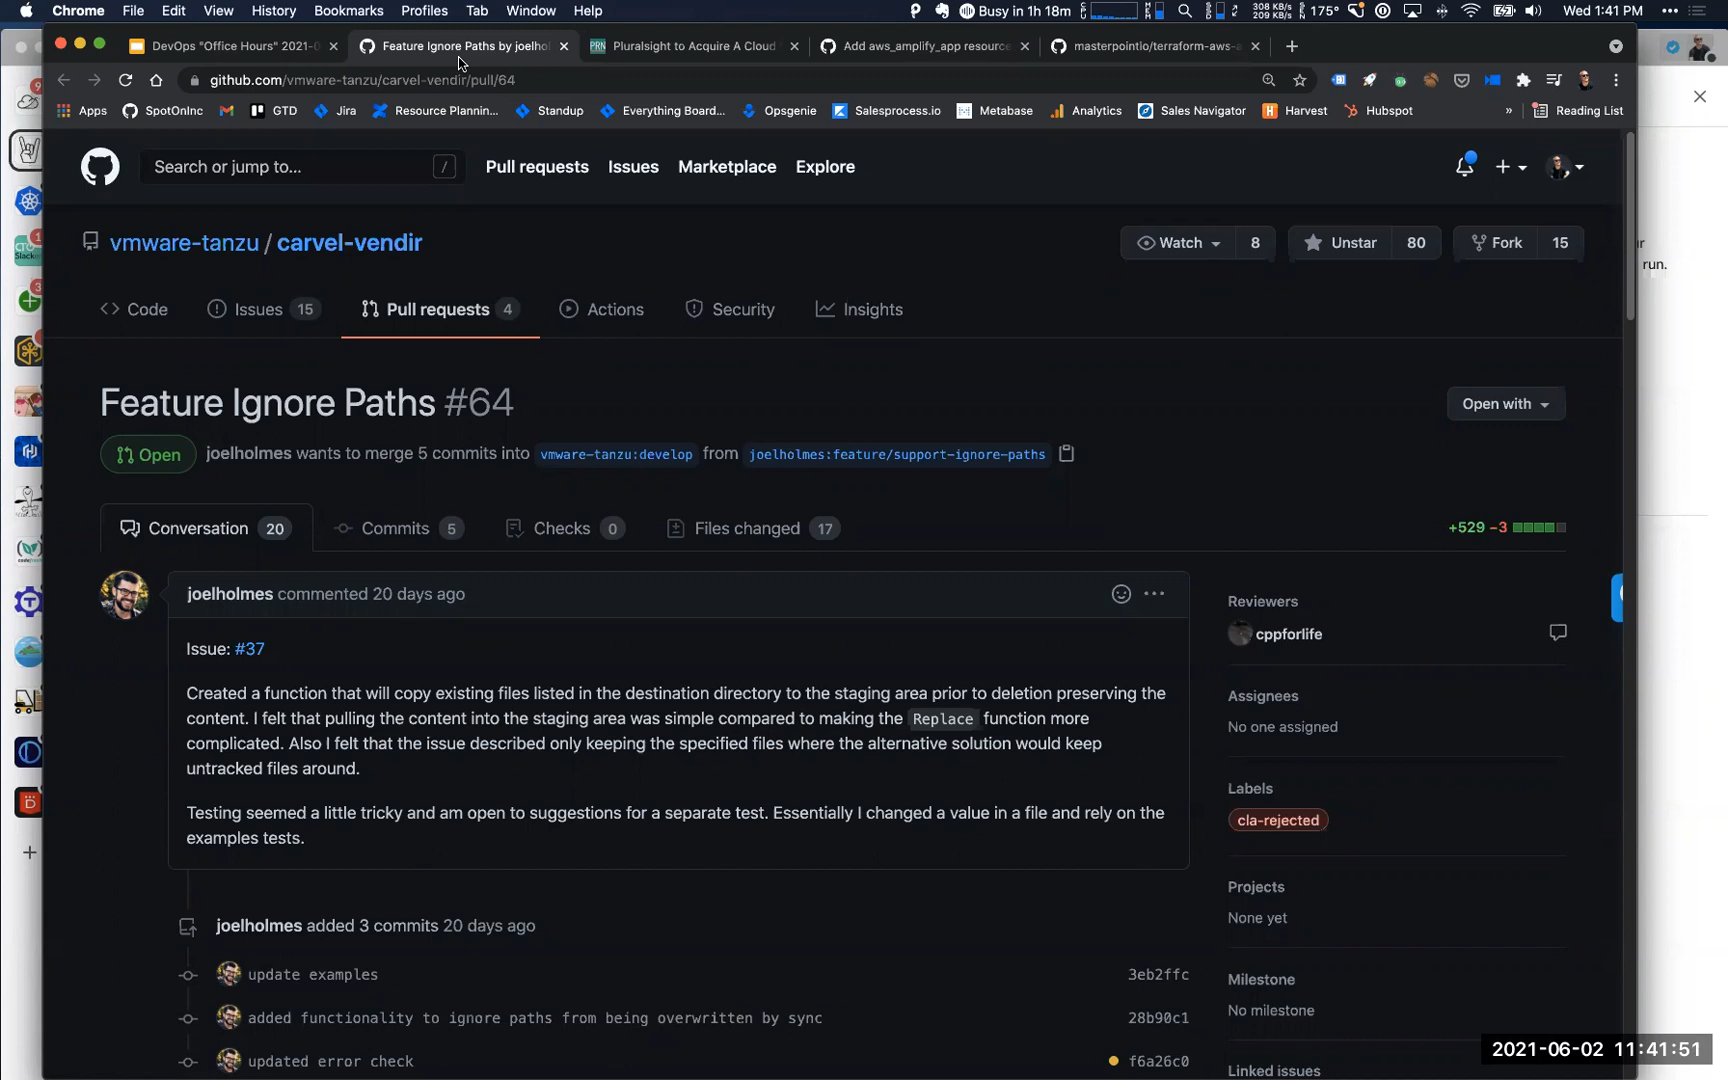 Chrome File Edit View History Bookmarks Profiles Tab Window Help
Busy in 1h 18m
308 KB/s
209 KB/s
175°
Wed 1:41 PM
DevOps "Office Hours" 2021-
Feature Ignore Paths by joelhol
PRN
Pluralsight to Acquire A Cloud
Add aws_amplify_app resource
masterpointio/terraform-aws-a
github.com/vmware-tanzu/carvel-vendir/pull/64
Apps
SpotOnInc
GTD
Jira
Resource Plannin...
Standup
Everything Board...
Opsgenie
Salesprocess.io
Metabase
Analytics
Sales Navigator
Harvest
Hubspot
»
Reading List
Search or jump to...
/
Pull requests
Issues
Marketplace
Explore
vmware-tanzu / carvel-vendir
Watch 8
Unstar 80
Fork 15
run.
Code
Issues 15
Pull requests 4
Actions
Security
Insights
Feature Ignore Paths #64
Open with
Open
joelholmes wants to merge 5 commits into vmware-tanzu:develop from joelholmes:feature/support-ignore-paths
Conversation 20
Commits 5
Checks 0
Files changed 17
+529 −3
joelholmes commented 20 days ago
Issue: #37
Created a function that will copy existing files listed in the destination directory to the staging area prior to deletion preserving the
content. I felt that pulling the content into the staging area was simple compared to making the Replace function more
complicated. Also I felt that the issue described only keeping the specified files where the alternative solution would keep
untracked files around.
Testing seemed a little tricky and am open to suggestions for a separate test. Essentially I changed a value in a file and rely on the
examples tests.
Reviewers
cppforlife
Assignees
No one assigned
Labels
cla-rejected
Projects
None yet
Milestone
No milestone
Linked issues
joelholmes added 3 commits 20 days ago
update examples 3eb2ffc
added functionality to ignore paths from being overwritten by sync 28b90c1
updated error check f6a26c0
2021-06-02 11:41:51